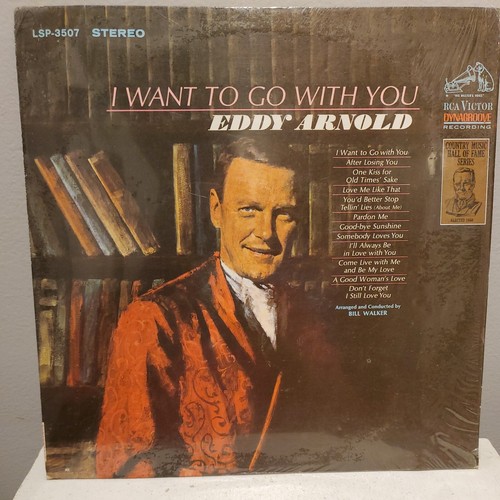 LSP-3507 STEREO
I WANT TO GO WITH YOU
EDDY ARNOLD
I Want to Go with You
After Losing You
One Kiss for
Old Times' Sake
Love Me Like That
You'd Better Stop
Tellin' Lies (About Me)
Pardon Me
Good-bye Sunshine
Somebody Loves You
I'll Always Be
in Love with You
Come Live with Me
and Be My Love
A Good Woman's Love
Don't Forget
I Still Love You
Arranged and Conducted by
BILL WALKER
"HIS MASTER'S VOICE"
RCA VICTOR
DYNAGROOVE
RECORDING
COUNTRY MUSIC
HALL OF FAME
SERIES